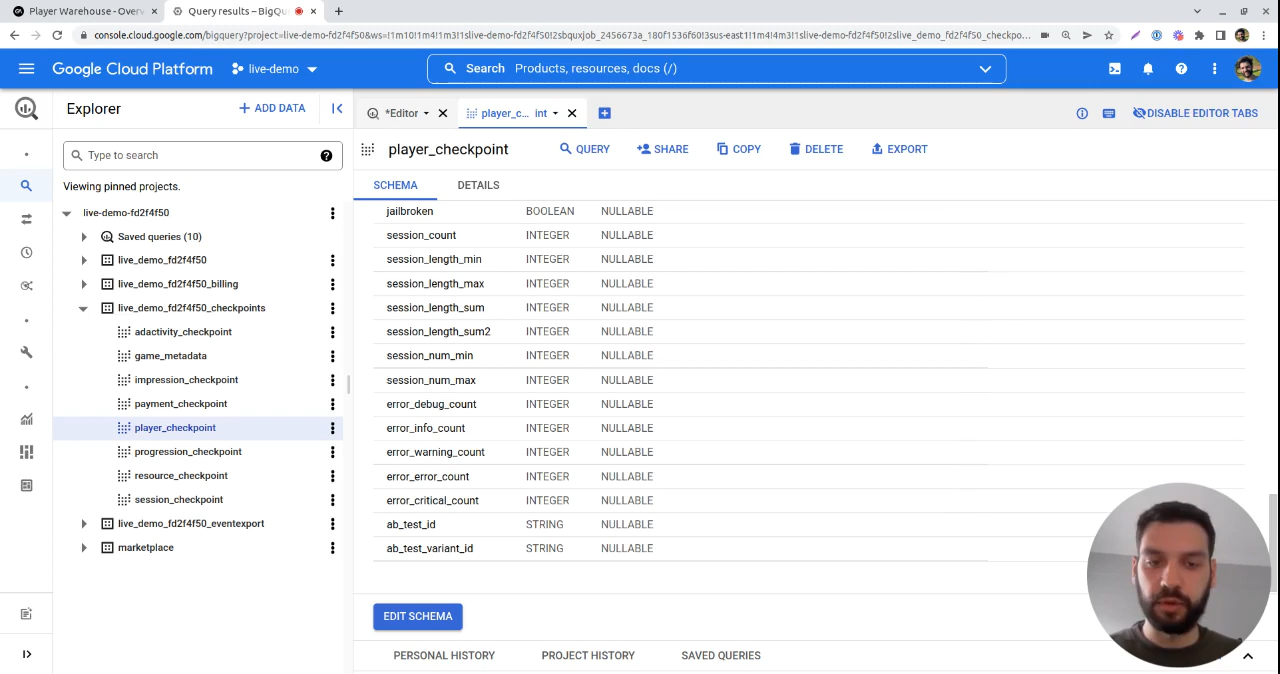 Player Warehouse - Overv
Query results – BigQu
console.cloud.google.com/bigquery?project=live-demo-fd2f4f50&ws=!1m10!1m4!1m3!1slive-demo-fd2f4f50!2sbquxjob_2456673a_180f1536f60!3sus-east1!1m4!4m3!1slive-demo-fd2f4f50!2slive_demo_fd2f4f50_checkpo...
Google Cloud Platform
live-demo
Search Products, resources, docs (/)
Explorer
+ ADD DATA
*Editor
player_c... int
DISABLE EDITOR TABS
Type to search
Viewing pinned projects.
live-demo-fd2f4f50
Saved queries (10)
live_demo_fd2f4f50
live_demo_fd2f4f50_billing
live_demo_fd2f4f50_checkpoints
adactivity_checkpoint
game_metadata
impression_checkpoint
payment_checkpoint
player_checkpoint
progression_checkpoint
resource_checkpoint
session_checkpoint
live_demo_fd2f4f50_eventexport
marketplace
player_checkpoint
QUERY
SHARE
COPY
DELETE
EXPORT
SCHEMA
DETAILS
jailbroken BOOLEAN NULLABLE
session_count INTEGER NULLABLE
session_length_min INTEGER NULLABLE
session_length_max INTEGER NULLABLE
session_length_sum INTEGER NULLABLE
session_length_sum2 INTEGER NULLABLE
session_num_min INTEGER NULLABLE
session_num_max INTEGER NULLABLE
error_debug_count INTEGER NULLABLE
error_info_count INTEGER NULLABLE
error_warning_count INTEGER NULLABLE
error_error_count INTEGER NULLABLE
error_critical_count INTEGER NULLABLE
ab_test_id STRING NULLABLE
ab_test_variant_id STRING NULLABLE
EDIT SCHEMA
PERSONAL HISTORY
PROJECT HISTORY
SAVED QUERIES